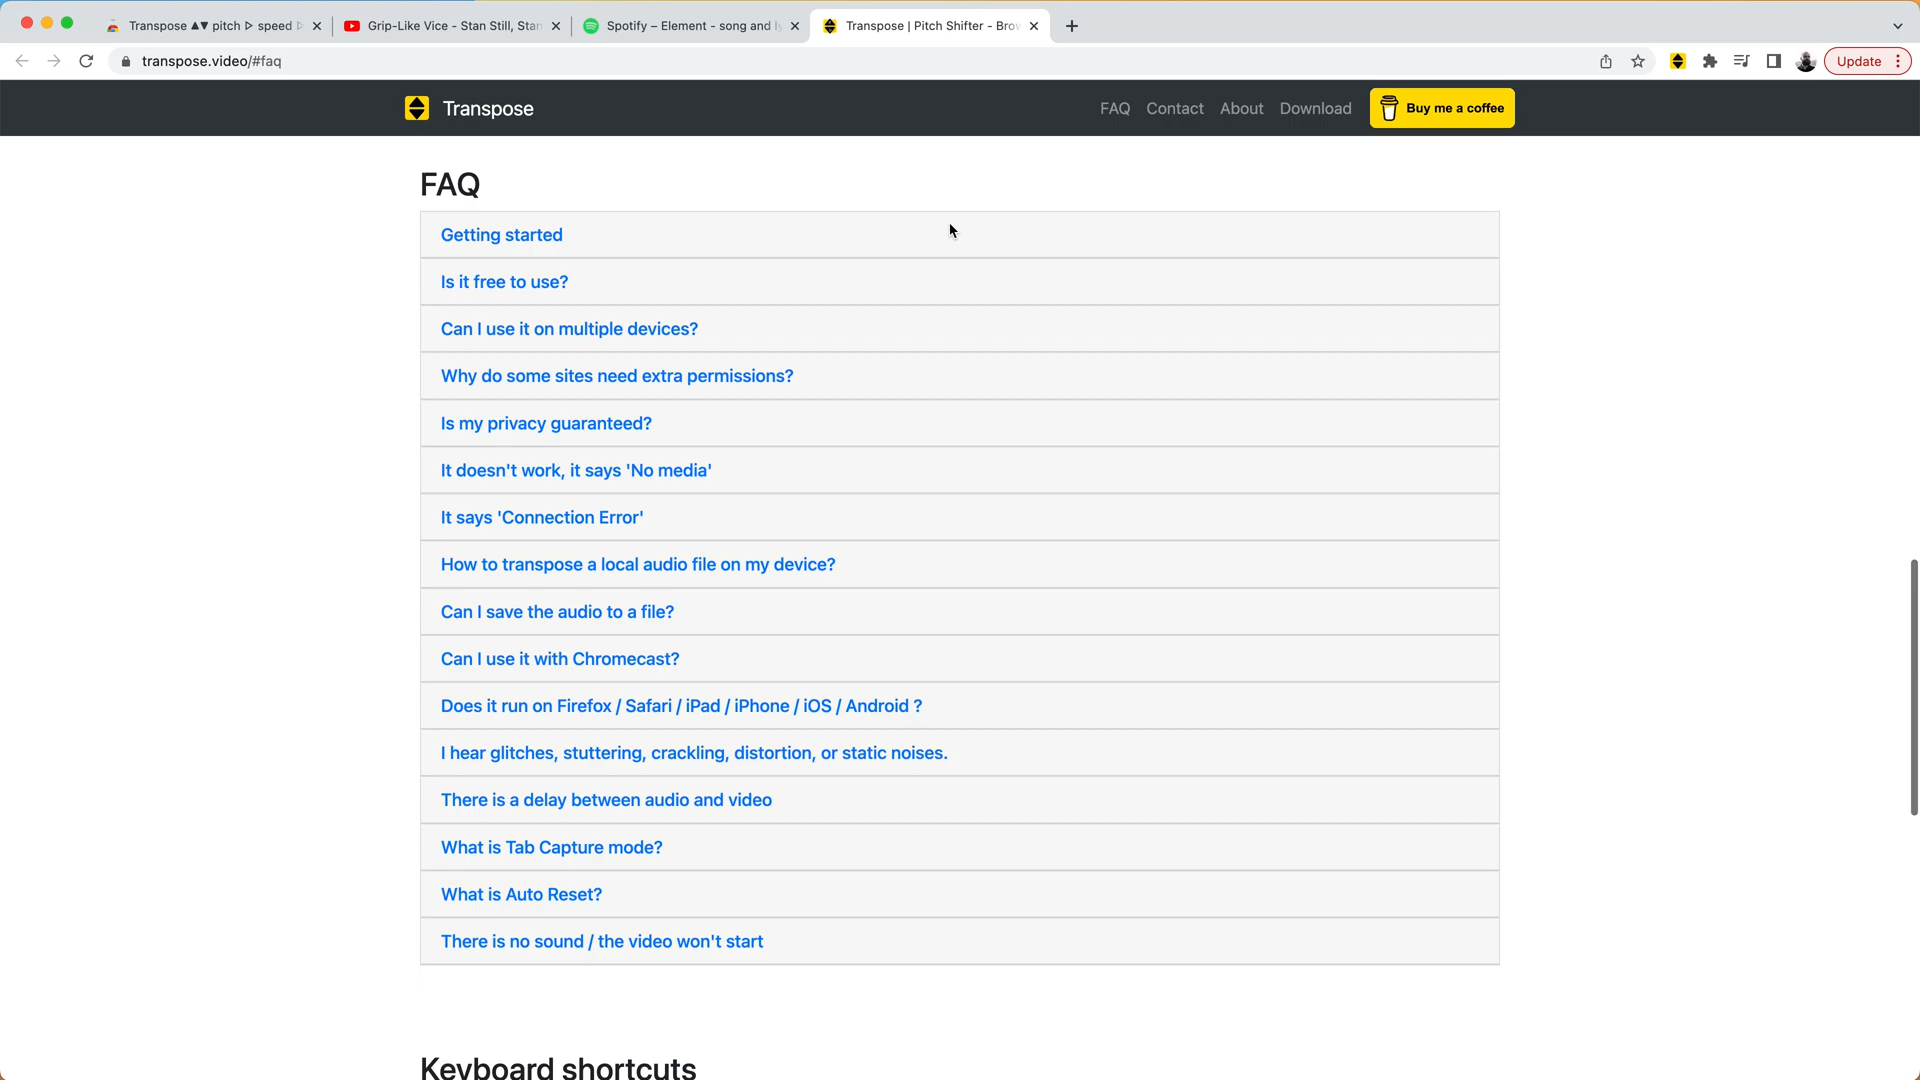 Transpose ▲▼ pitch ▷ speed ▷
Grip-Like Vice - Stan Still, Stan
Spotify – Element - song and ly
Transpose | Pitch Shifter - Brow
transpose.video/#faq
Update
Transpose
FAQ
Contact
About
Download
Buy me a coffee
FAQ
Getting started
Is it free to use?
Can I use it on multiple devices?
Why do some sites need extra permissions?
Is my privacy guaranteed?
It doesn't work, it says 'No media'
It says 'Connection Error'
How to transpose a local audio file on my device?
Can I save the audio to a file?
Can I use it with Chromecast?
Does it run on Firefox / Safari / iPad / iPhone / iOS / Android ?
I hear glitches, stuttering, crackling, distortion, or static noises.
There is a delay between audio and video
What is Tab Capture mode?
What is Auto Reset?
There is no sound / the video won't start
Keyboard shortcuts